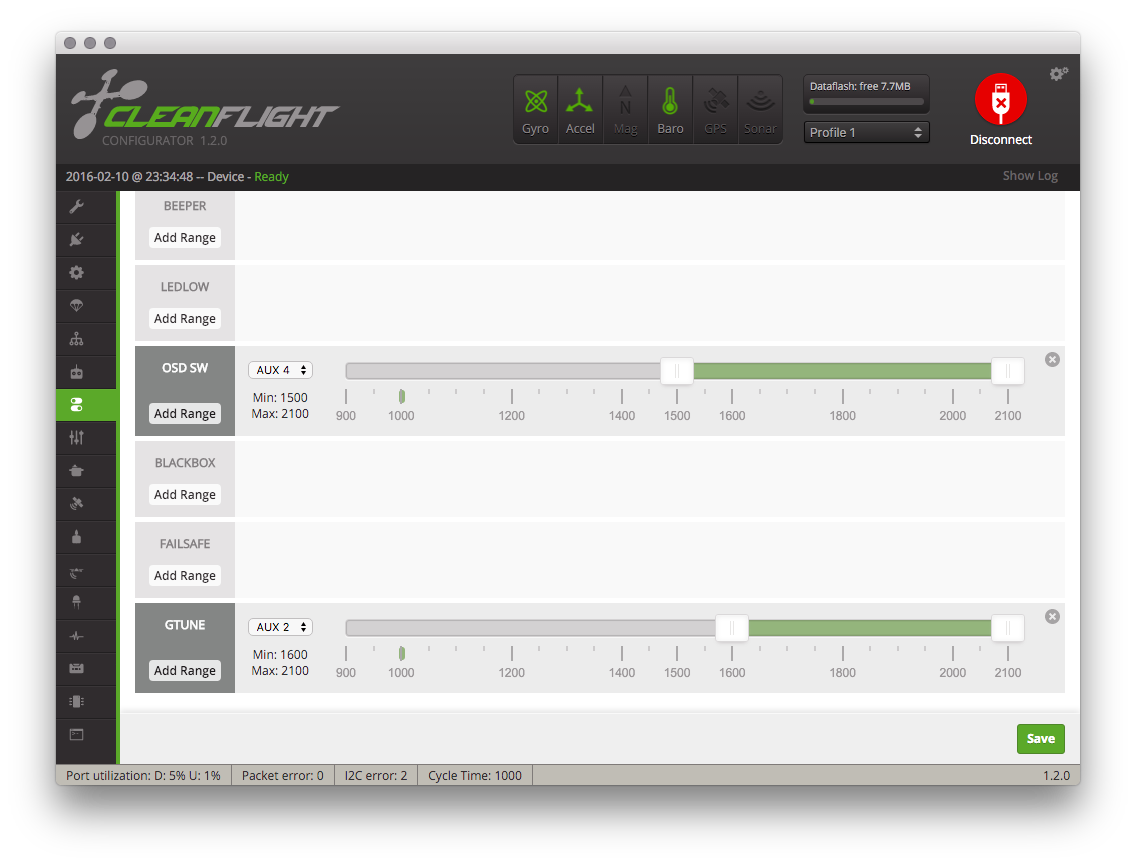 CLEANFLIGHT
CONFIGURATOR 1.2.0
Gyro Accel Mag Baro GPS Sonar
Dataflash: free 7.7MB
Profile 1
Disconnect
2016-02-10 @ 23:34:48 -- Device - Ready
Show Log
BEEPER
Add Range
LEDLOW
Add Range
OSD SW
Add Range
AUX 4
Min: 1500
Max: 2100
900 1000 1200 1400 1500 1600 1800 2000 2100
BLACKBOX
Add Range
FAILSAFE
Add Range
GTUNE
Add Range
AUX 2
Min: 1600
Max: 2100
900 1000 1200 1400 1500 1600 1800 2000 2100
Save
Port utilization: D: 5% U: 1% Packet error: 0 I2C error: 2 Cycle Time: 1000 1.2.0